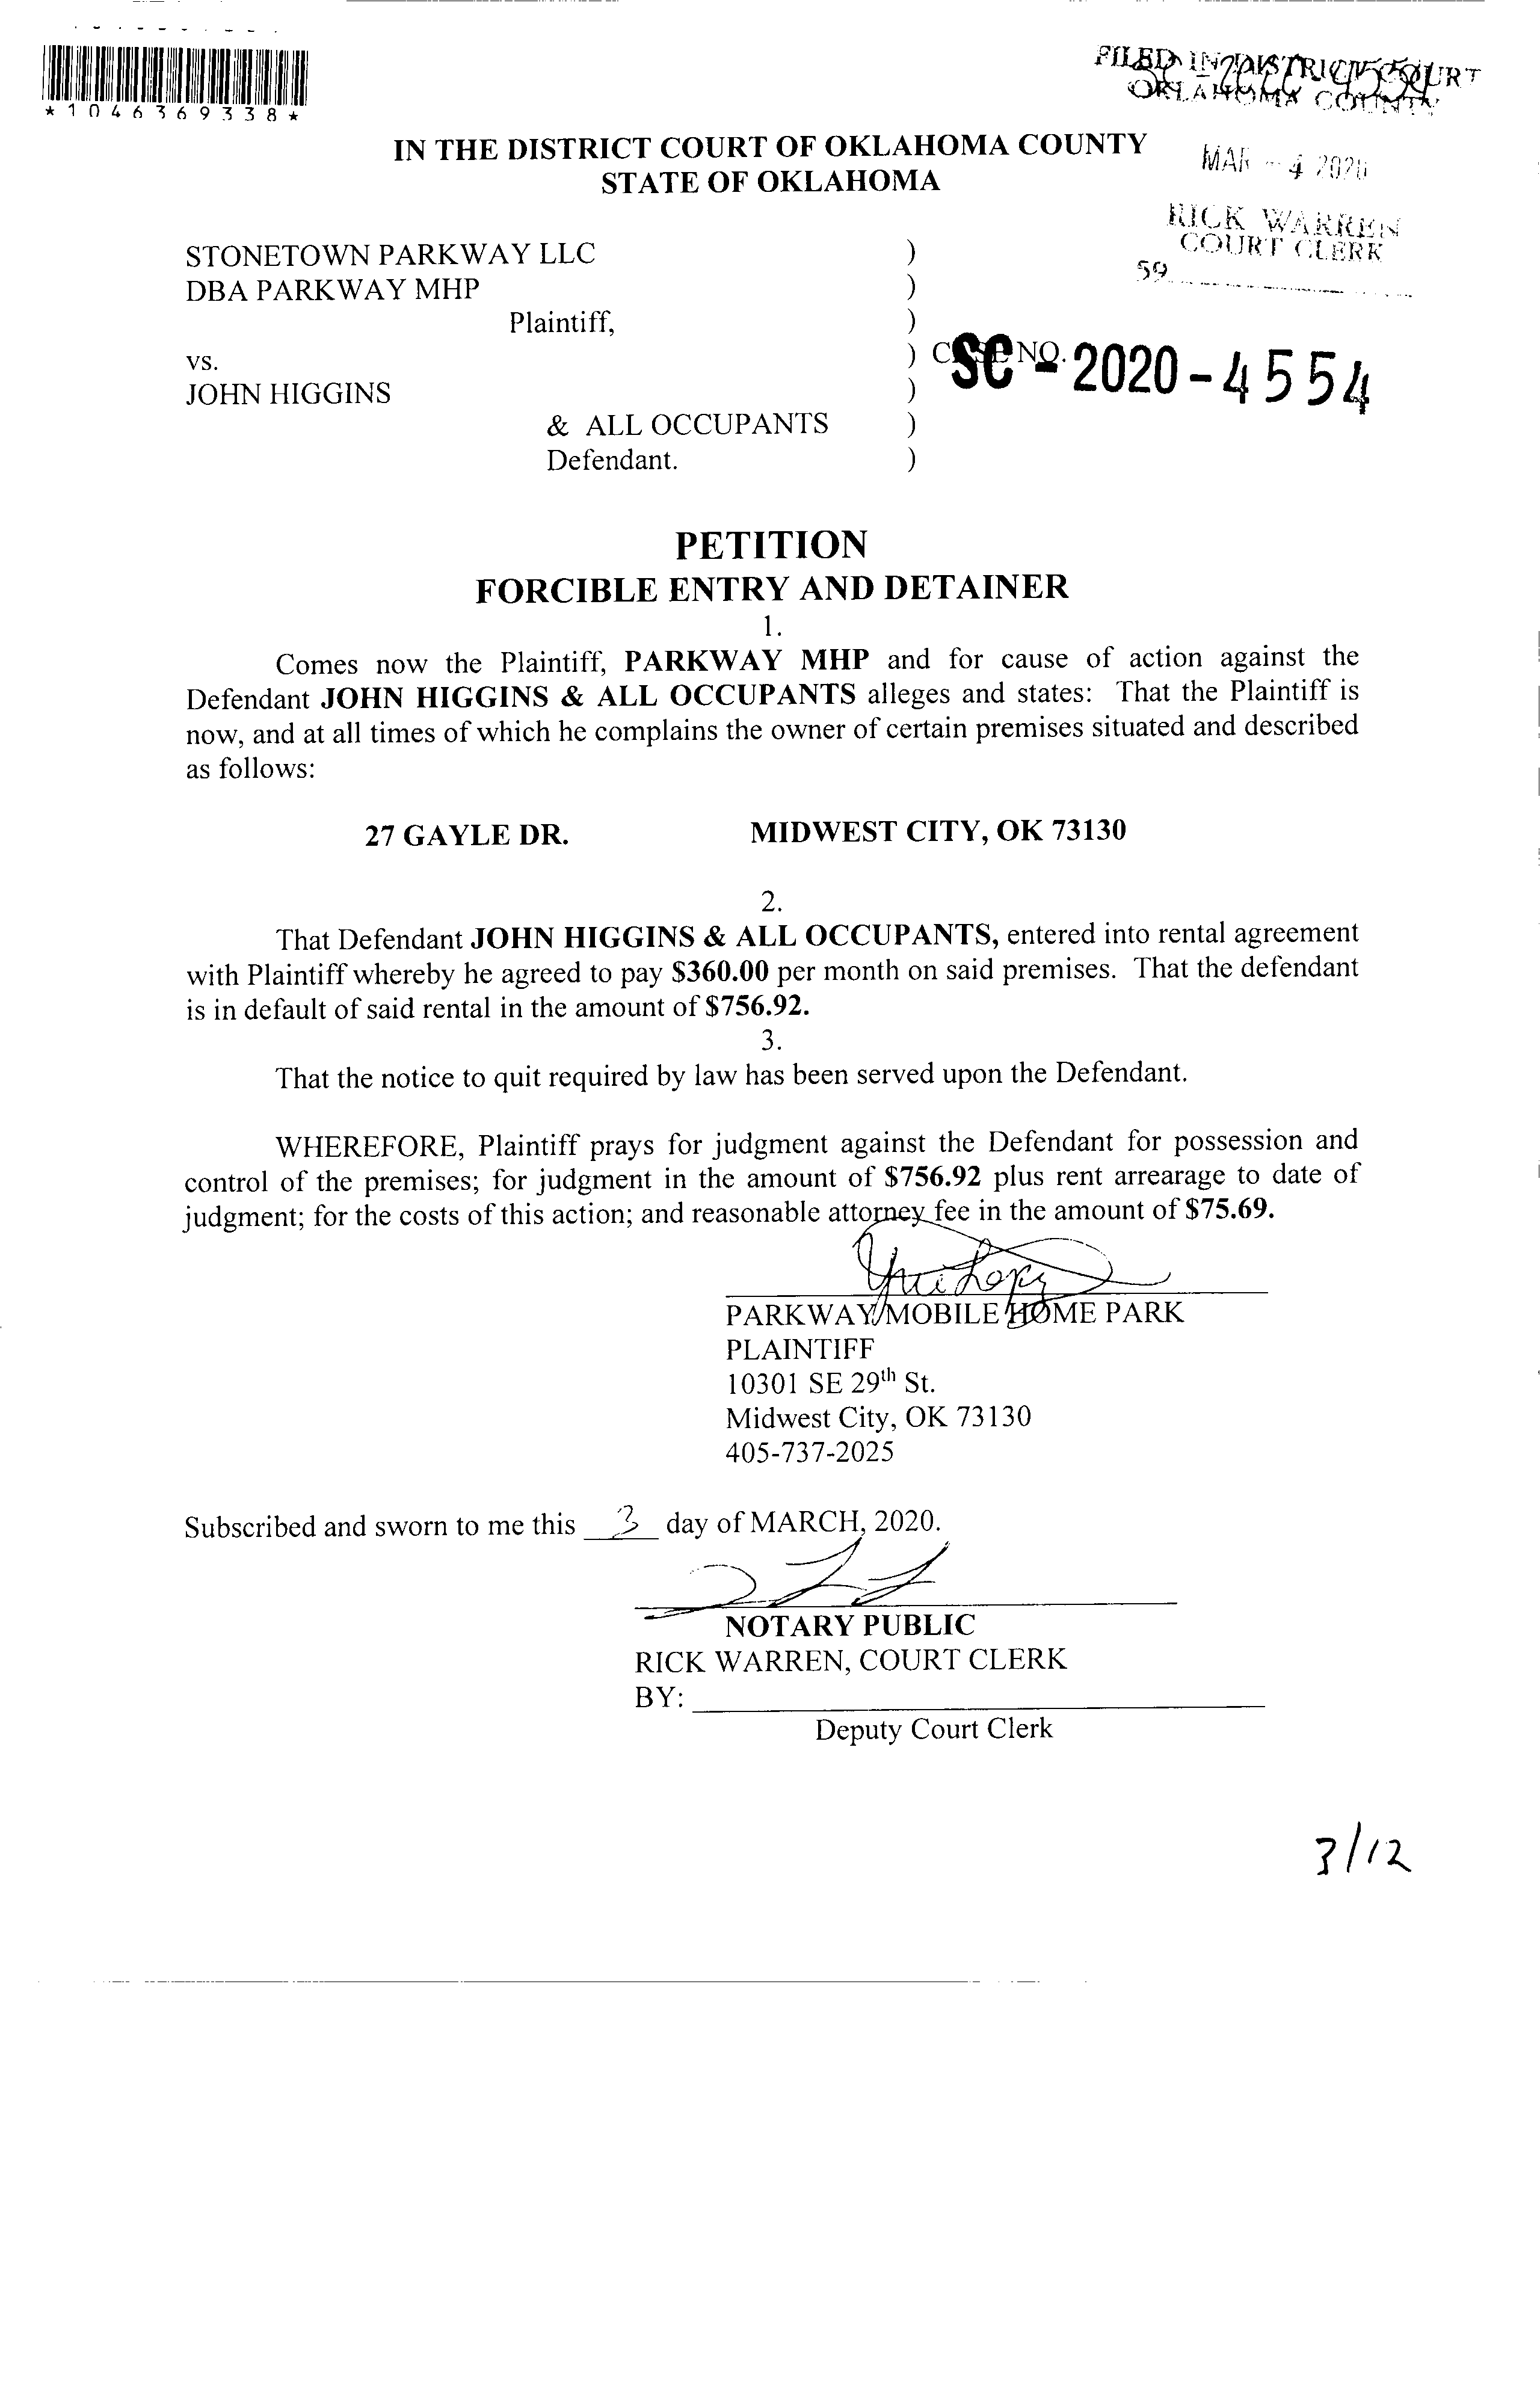 *1046369338*
FILED IN DISTRICT COURT
OKLAHOMA COUNTY
IN THE DISTRICT COURT OF OKLAHOMA COUNTY
STATE OF OKLAHOMA
MAR - 4 2020
RICK WARREN
COURT CLERK
59
STONETOWN PARKWAY LLC )
DBA PARKWAY MHP )
Plaintiff, )
vs. ) CASE NO. SC - 2020 - 4554
JOHN HIGGINS )
& ALL OCCUPANTS )
Defendant. )
PETITION
FORCIBLE ENTRY AND DETAINER
1.
Comes now the Plaintiff, PARKWAY MHP and for cause of action against the
Defendant JOHN HIGGINS & ALL OCCUPANTS alleges and states: That the Plaintiff is
now, and at all times of which he complains the owner of certain premises situated and described
as follows:
27 GAYLE DR. MIDWEST CITY, OK 73130
2.
That Defendant JOHN HIGGINS & ALL OCCUPANTS, entered into rental agreement
with Plaintiff whereby he agreed to pay $360.00 per month on said premises. That the defendant
is in default of said rental in the amount of $756.92.
3.
That the notice to quit required by law has been served upon the Defendant.
WHEREFORE, Plaintiff prays for judgment against the Defendant for possession and
control of the premises; for judgment in the amount of $756.92 plus rent arrearage to date of
judgment; for the costs of this action; and reasonable attorney fee in the amount of $75.69.
PARKWAY MOBILE HOME PARK
PLAINTIFF
10301 SE 29th St.
Midwest City, OK 73130
405-737-2025
Subscribed and sworn to me this 3 day of MARCH, 2020.
NOTARY PUBLIC
RICK WARREN, COURT CLERK
BY:
Deputy Court Clerk
3/12